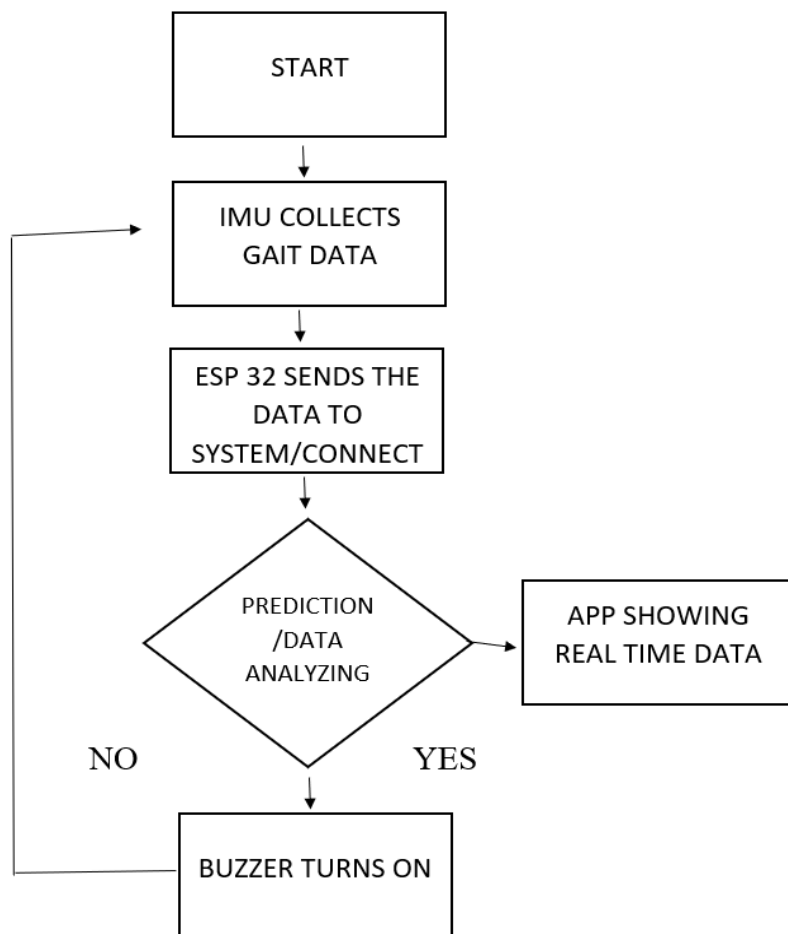 START
IMU COLLECTS
GAIT DATA
ESP 32 SENDS THE
DATA TO
SYSTEM/CONNECT
PREDICTION
/DATA
ANALYZING
APP SHOWING
REAL TIME DATA
NO
YES
BUZZER TURNS ON